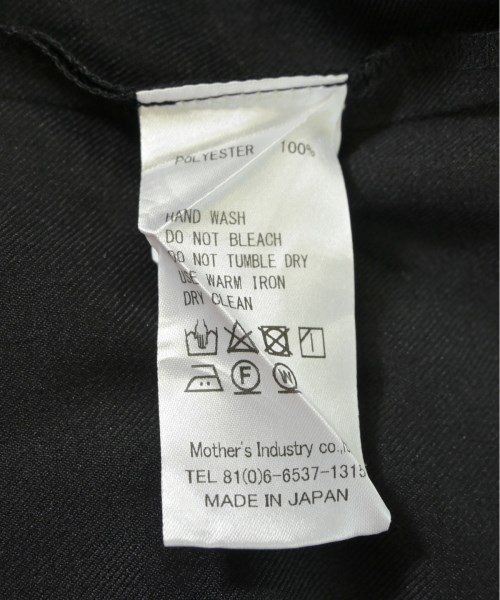 POLYESTER 100%
HAND WASH
DO NOT BLEACH
DO NOT TUMBLE DRY
USE WARM IRON
DRY CLEAN
F W
Mother's Industry co.,
TEL 81(0)6-6537-1315
MADE IN JAPAN